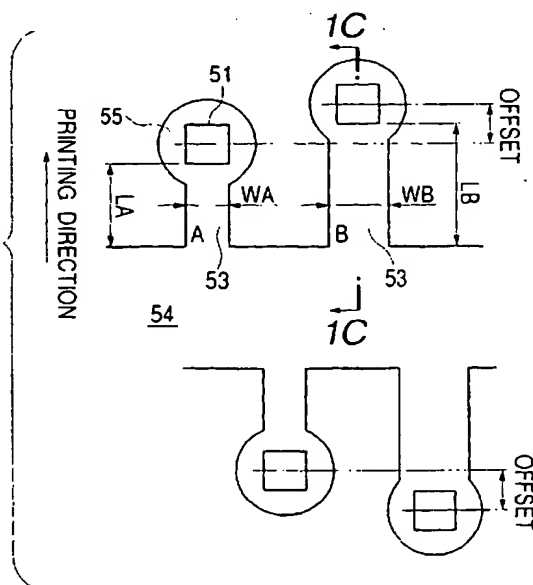 1C
51
55
OFFSET
PRINTING DIRECTION
LA
WA
WB
LB
A
B
53
53
54
1C
OFFSET